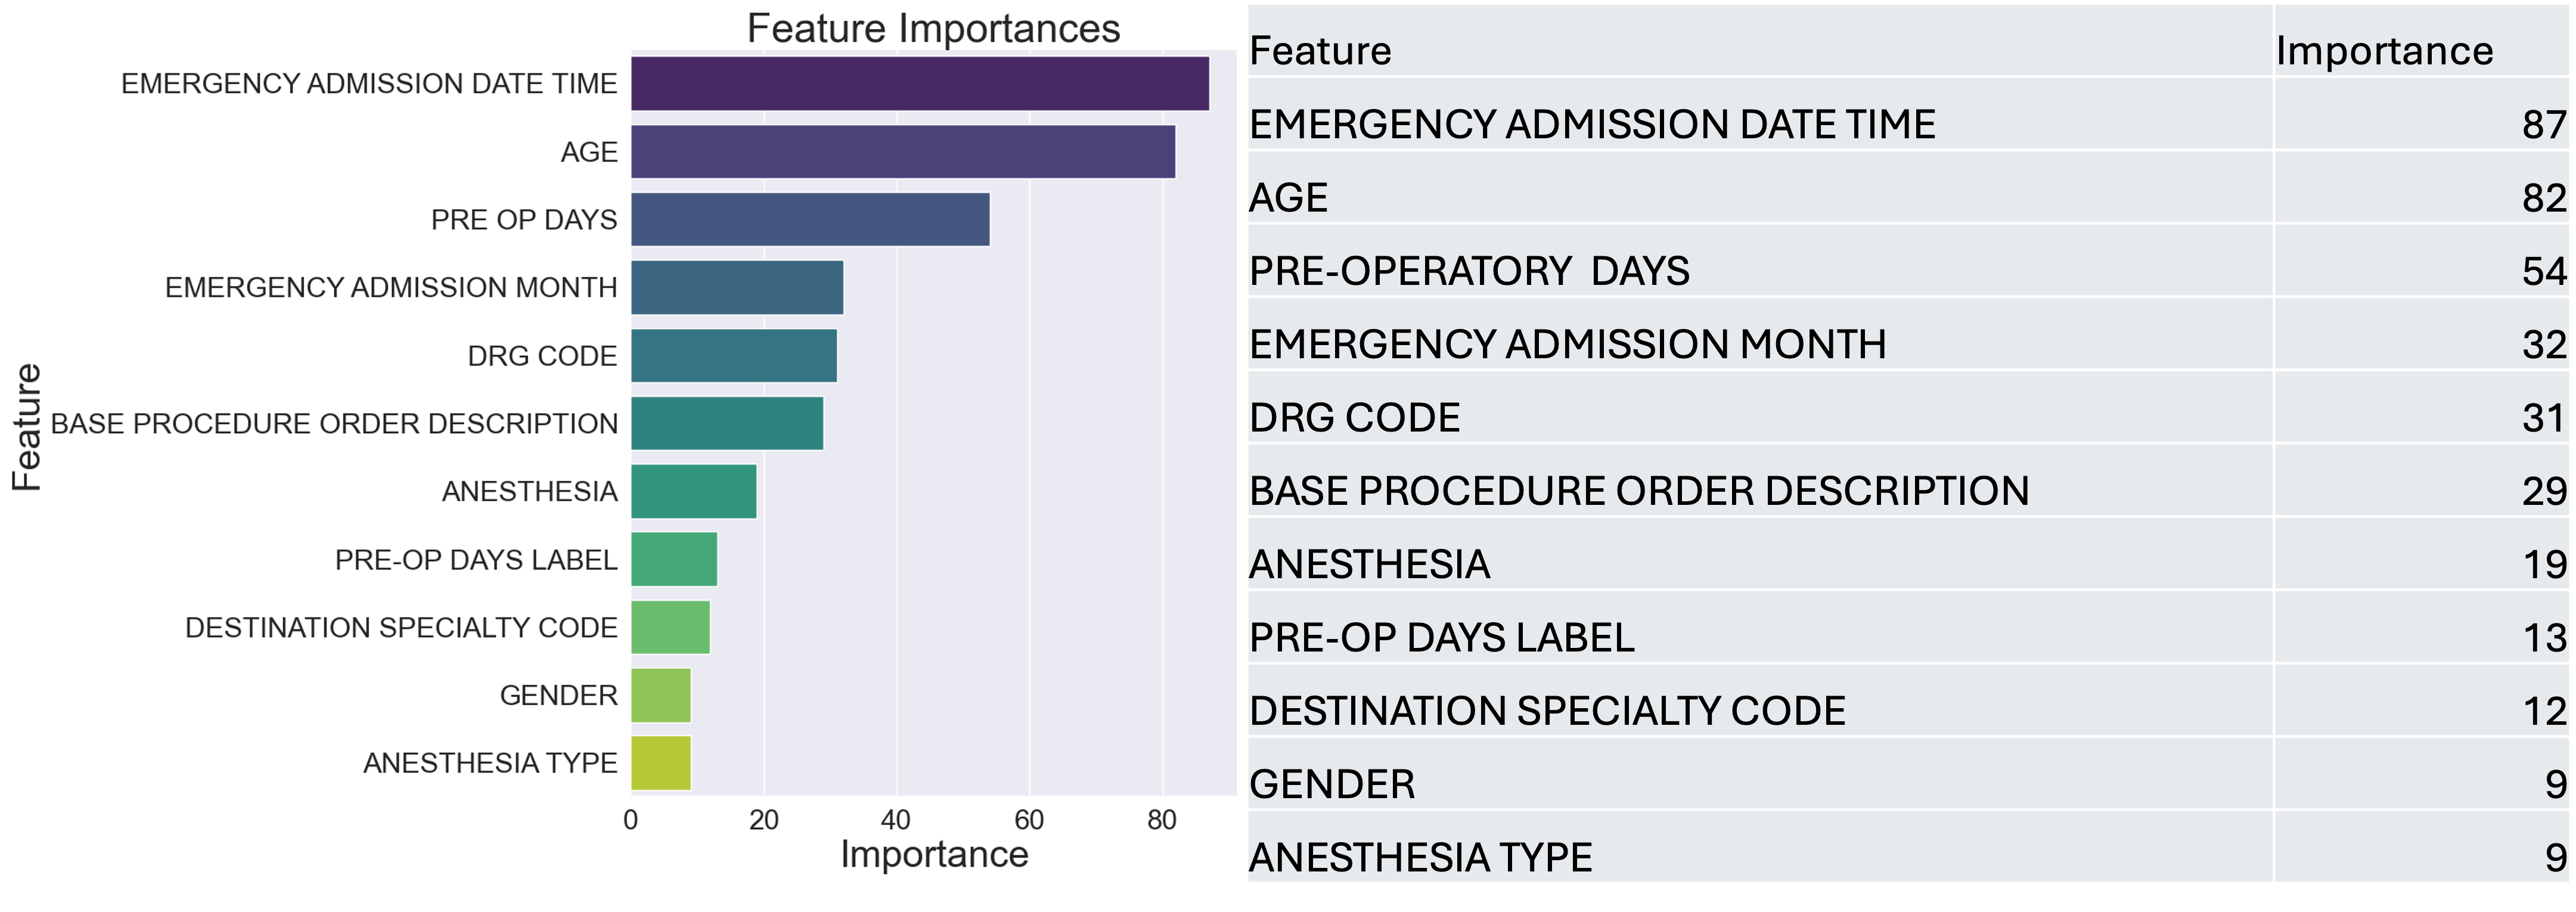 Feature Importances
Feature
EMERGENCY ADMISSION DATE TIME
AGE
PRE OP DAYS
EMERGENCY ADMISSION MONTH
DRG CODE
BASE PROCEDURE ORDER DESCRIPTION
ANESTHESIA
PRE-OP DAYS LABEL
DESTINATION SPECIALTY CODE
GENDER
ANESTHESIA TYPE
0 20 40 60 80
Importance
Feature Importance
EMERGENCY ADMISSION DATE TIME 87
AGE 82
PRE-OPERATORY  DAYS 54
EMERGENCY ADMISSION MONTH 32
DRG CODE 31
BASE PROCEDURE ORDER DESCRIPTION 29
ANESTHESIA 19
PRE-OP DAYS LABEL 13
DESTINATION SPECIALTY CODE 12
GENDER 9
ANESTHESIA TYPE 9